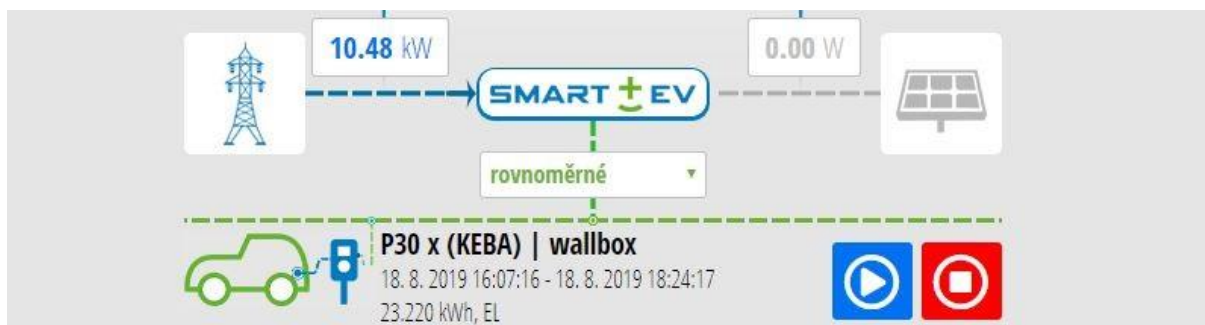 10.48 kW
0.00 W
SMART EV
rovnoměrné
P30 x (KEBA) | wallbox
18. 8. 2019 16:07:16 - 18. 8. 2019 18:24:17
23.220 kWh, EL